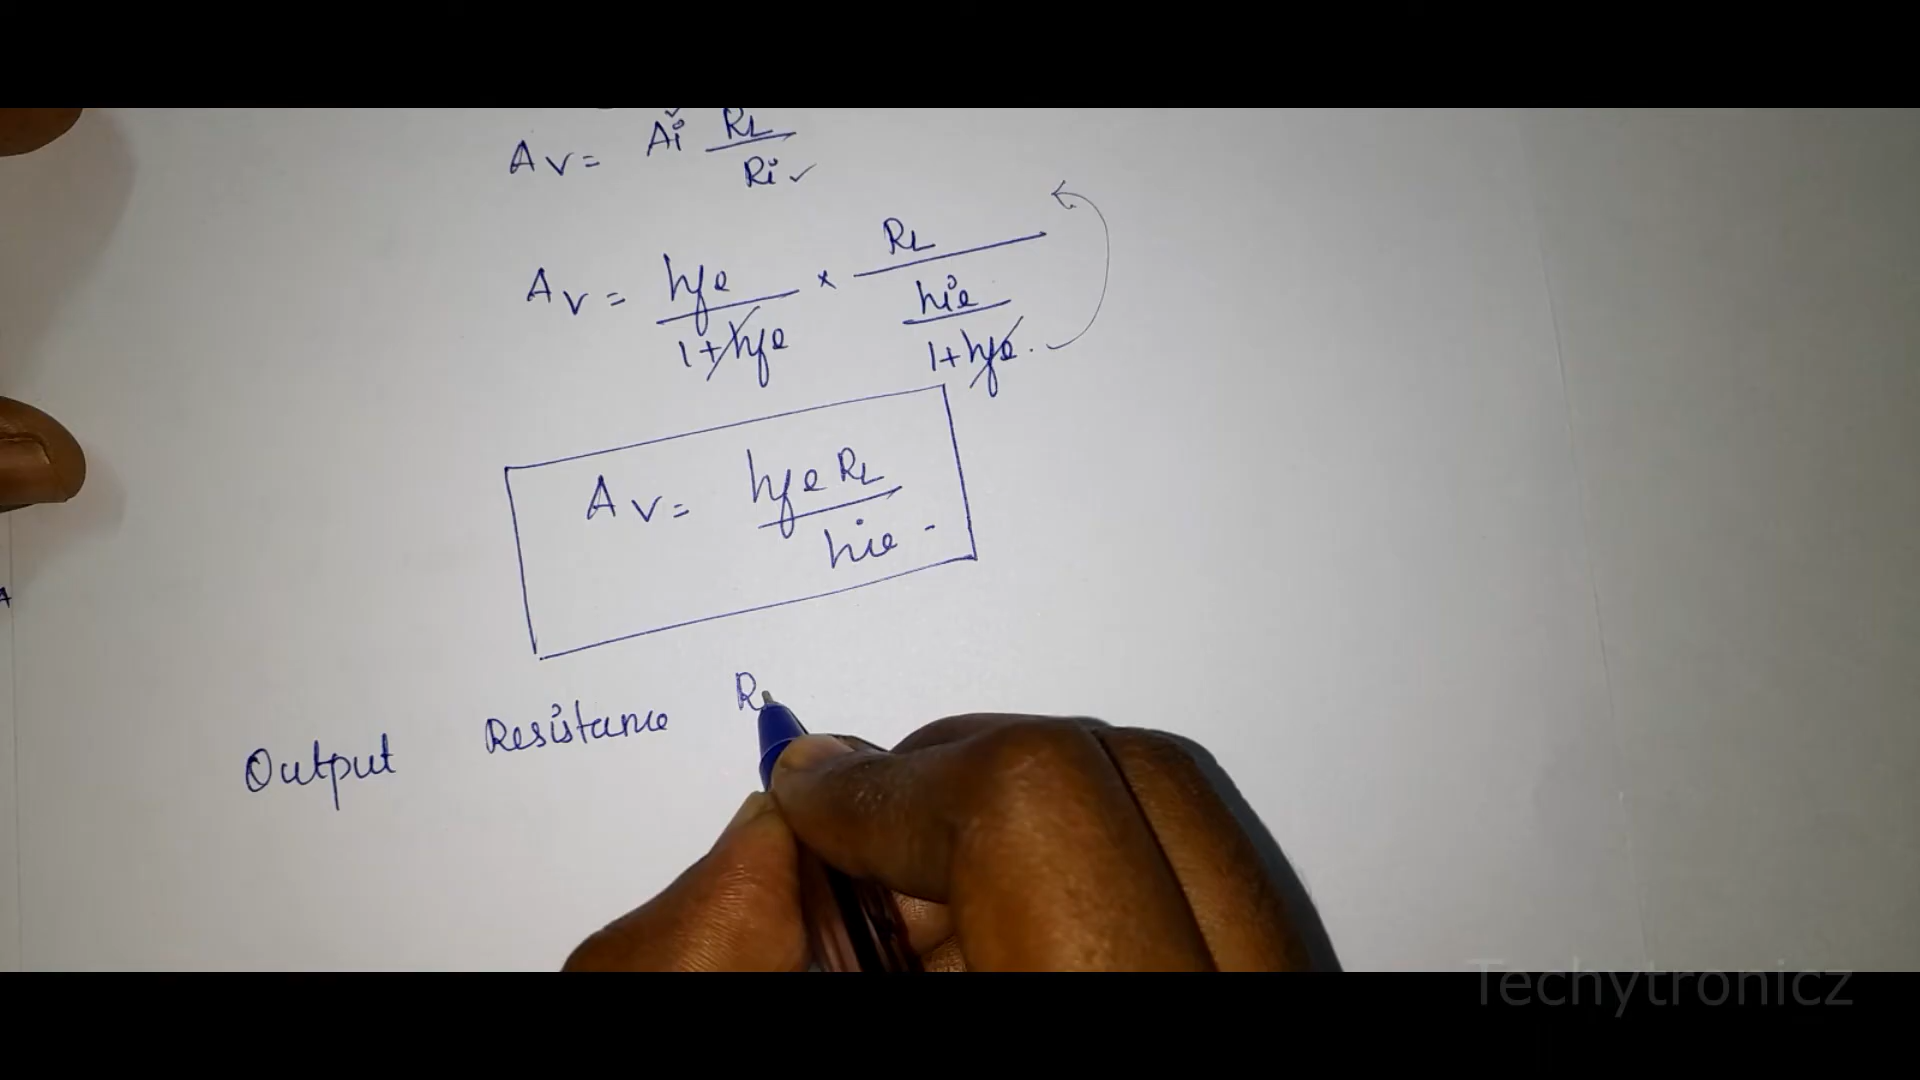 Av = Ai RL / Ri ✓
Av = hfe / 1+hfe × RL / hie / 1+hfe.
Av = hfe RL / hie -
Output Resistance R
Techytronicz